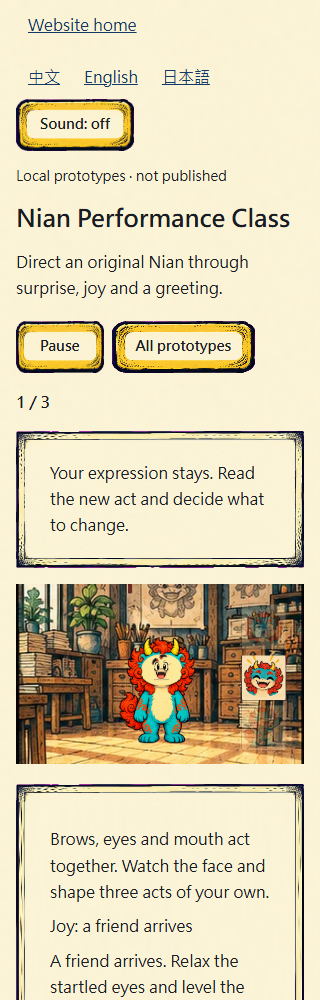 Website home
中文 English 日本語
Sound: off
Local prototypes · not published
Nian Performance Class
Direct an original Nian through
surprise, joy and a greeting.
Pause All prototypes
1 / 3
Your expression stays. Read
the new act and decide what
to change.
Brows, eyes and mouth act
together. Watch the face and
shape three acts of your own.
Joy: a friend arrives
A friend arrives. Relax the
startled eyes and level the